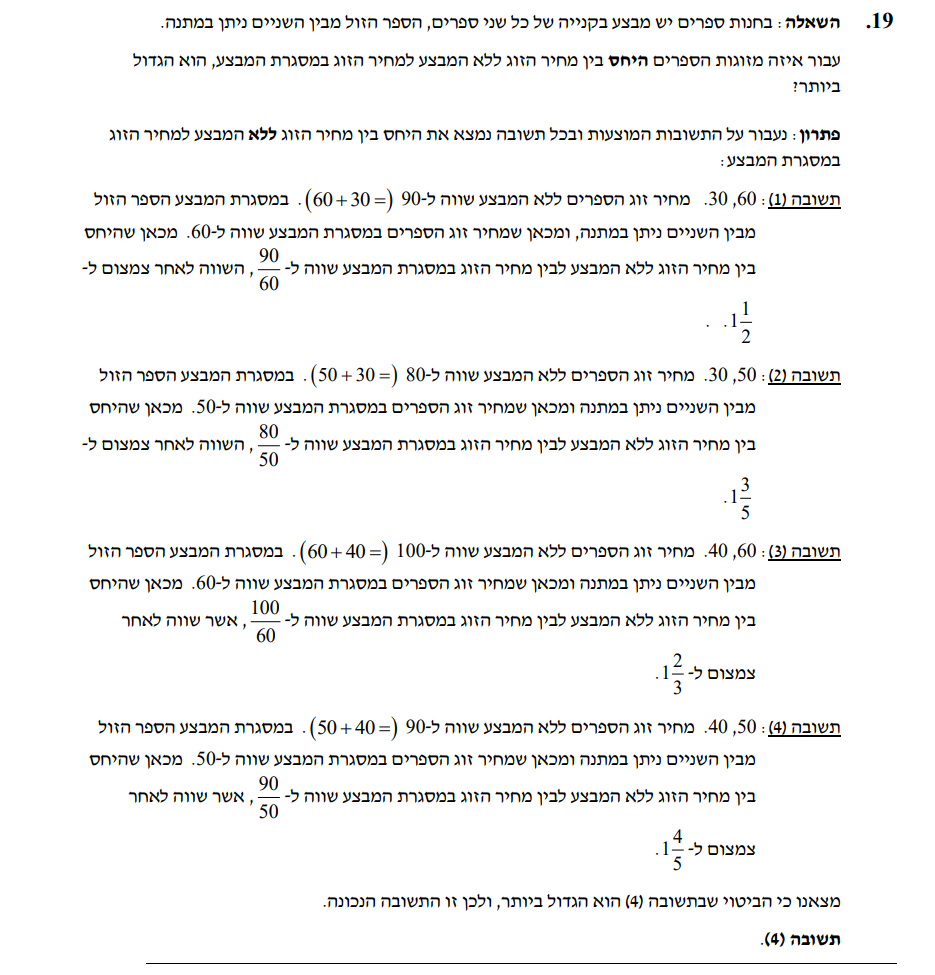 19. השאלה: בחנות ספרים יש מבצע בקנייה של כל שני ספרים, הספר הזול מבין השניים ניתן במתנה.
עבור איזה מזוגות הספרים היחס בין מחיר הזוג ללא המבצע למחיר הזוג במסגרת המבצע, הוא הגדול
ביותר?
פתרון: נעבור על התשובות המוצעות ובכל תשובה נמצא את היחס בין מחיר הזוג ללא המבצע למחיר הזוג
במסגרת המבצע:
תשובה (1): 60, 30. מחיר זוג הספרים ללא המבצע שווה ל-90 (= 30 + 60). במסגרת המבצע הספר הזול
מבין השניים ניתן במתנה, ומכאן שמחיר זוג הספרים במסגרת המבצע שווה ל-60. מכאן שהיחס
בין מחיר הזוג ללא המבצע לבין מחיר הזוג במסגרת המבצע שווה ל- 90/60, השווה לאחר צמצום ל-
1 1/2. .
תשובה (2): 50, 30. מחיר זוג הספרים ללא המבצע שווה ל-80 (= 30 + 50). במסגרת המבצע הספר הזול
מבין השניים ניתן במתנה ומכאן שמחיר זוג הספרים במסגרת המבצע שווה ל-50. מכאן שהיחס
בין מחיר הזוג ללא המבצע לבין מחיר הזוג במסגרת המבצע שווה ל- 80/50, השווה לאחר צמצום ל-
1 3/5.
תשובה (3): 60, 40. מחיר זוג הספרים ללא המבצע שווה ל-100 (= 40 + 60). במסגרת המבצע הספר הזול
מבין השניים ניתן במתנה ומכאן שמחיר זוג הספרים במסגרת המבצע שווה ל-60. מכאן שהיחס
בין מחיר הזוג ללא המבצע לבין מחיר הזוג במסגרת המבצע שווה ל- 100/60, אשר שווה לאחר
צמצום ל- 1 2/3.
תשובה (4): 50, 40. מחיר זוג הספרים ללא המבצע שווה ל-90 (= 40 + 50). במסגרת המבצע הספר הזול
מבין השניים ניתן במתנה ומכאן שמחיר זוג הספרים במסגרת המבצע שווה ל-50. מכאן שהיחס
בין מחיר הזוג ללא המבצע לבין מחיר הזוג במסגרת המבצע שווה ל- 90/50, אשר שווה לאחר
צמצום ל- 1 4/5.
מצאנו כי הביטוי שבתשובה (4) הוא הגדול ביותר, ולכן זו התשובה הנכונה.
תשובה (4).